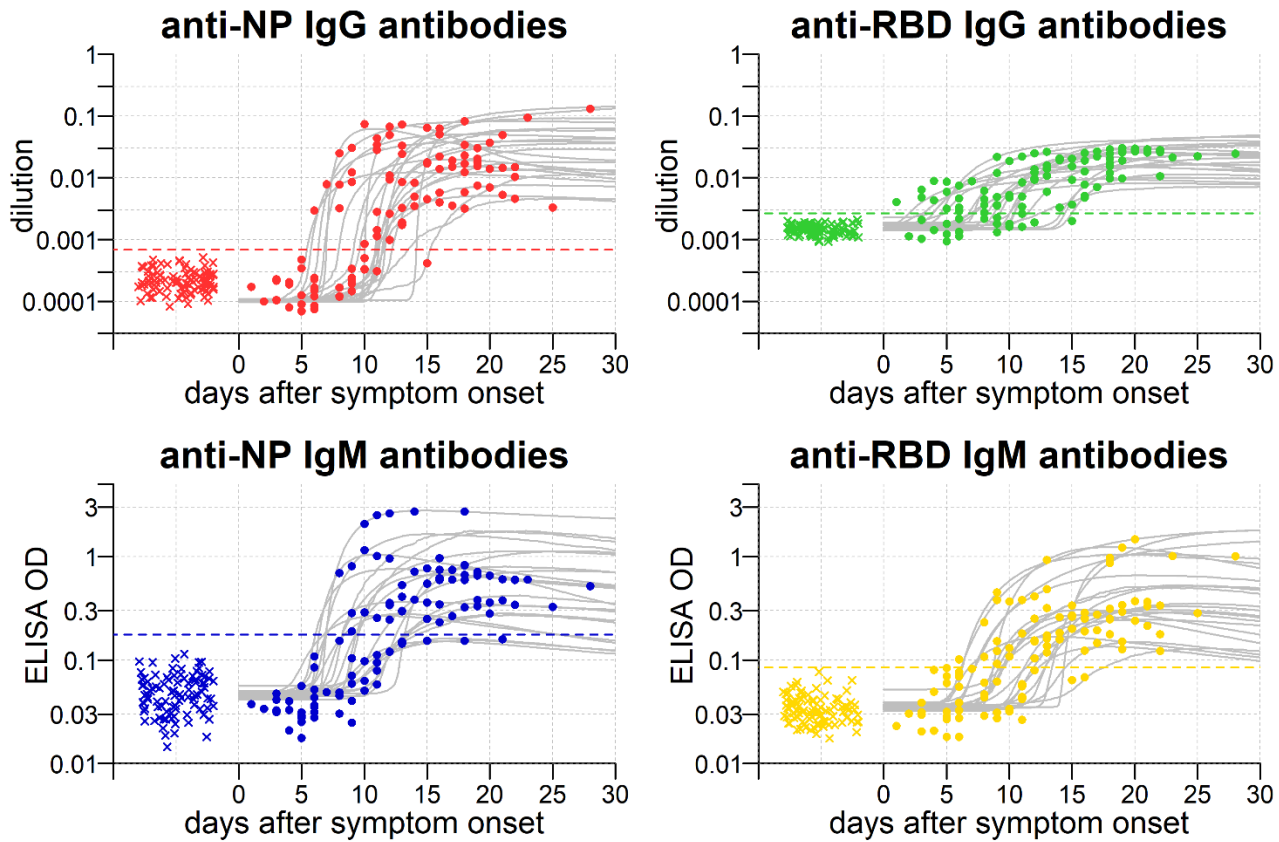 anti-NP IgG antibodies
1
0.1
0.01
0.001
0.0001
dilution
0 5 10 15 20 25 30
days after symptom onset
anti-RBD IgG antibodies
1
0.1
0.01
0.001
0.0001
dilution
0 5 10 15 20 25 30
days after symptom onset
anti-NP IgM antibodies
3
1
0.3
0.1
0.03
0.01
ELISA OD
0 5 10 15 20 25 30
days after symptom onset
anti-RBD IgM antibodies
3
1
0.3
0.1
0.03
0.01
ELISA OD
0 5 10 15 20 25 30
days after symptom onset